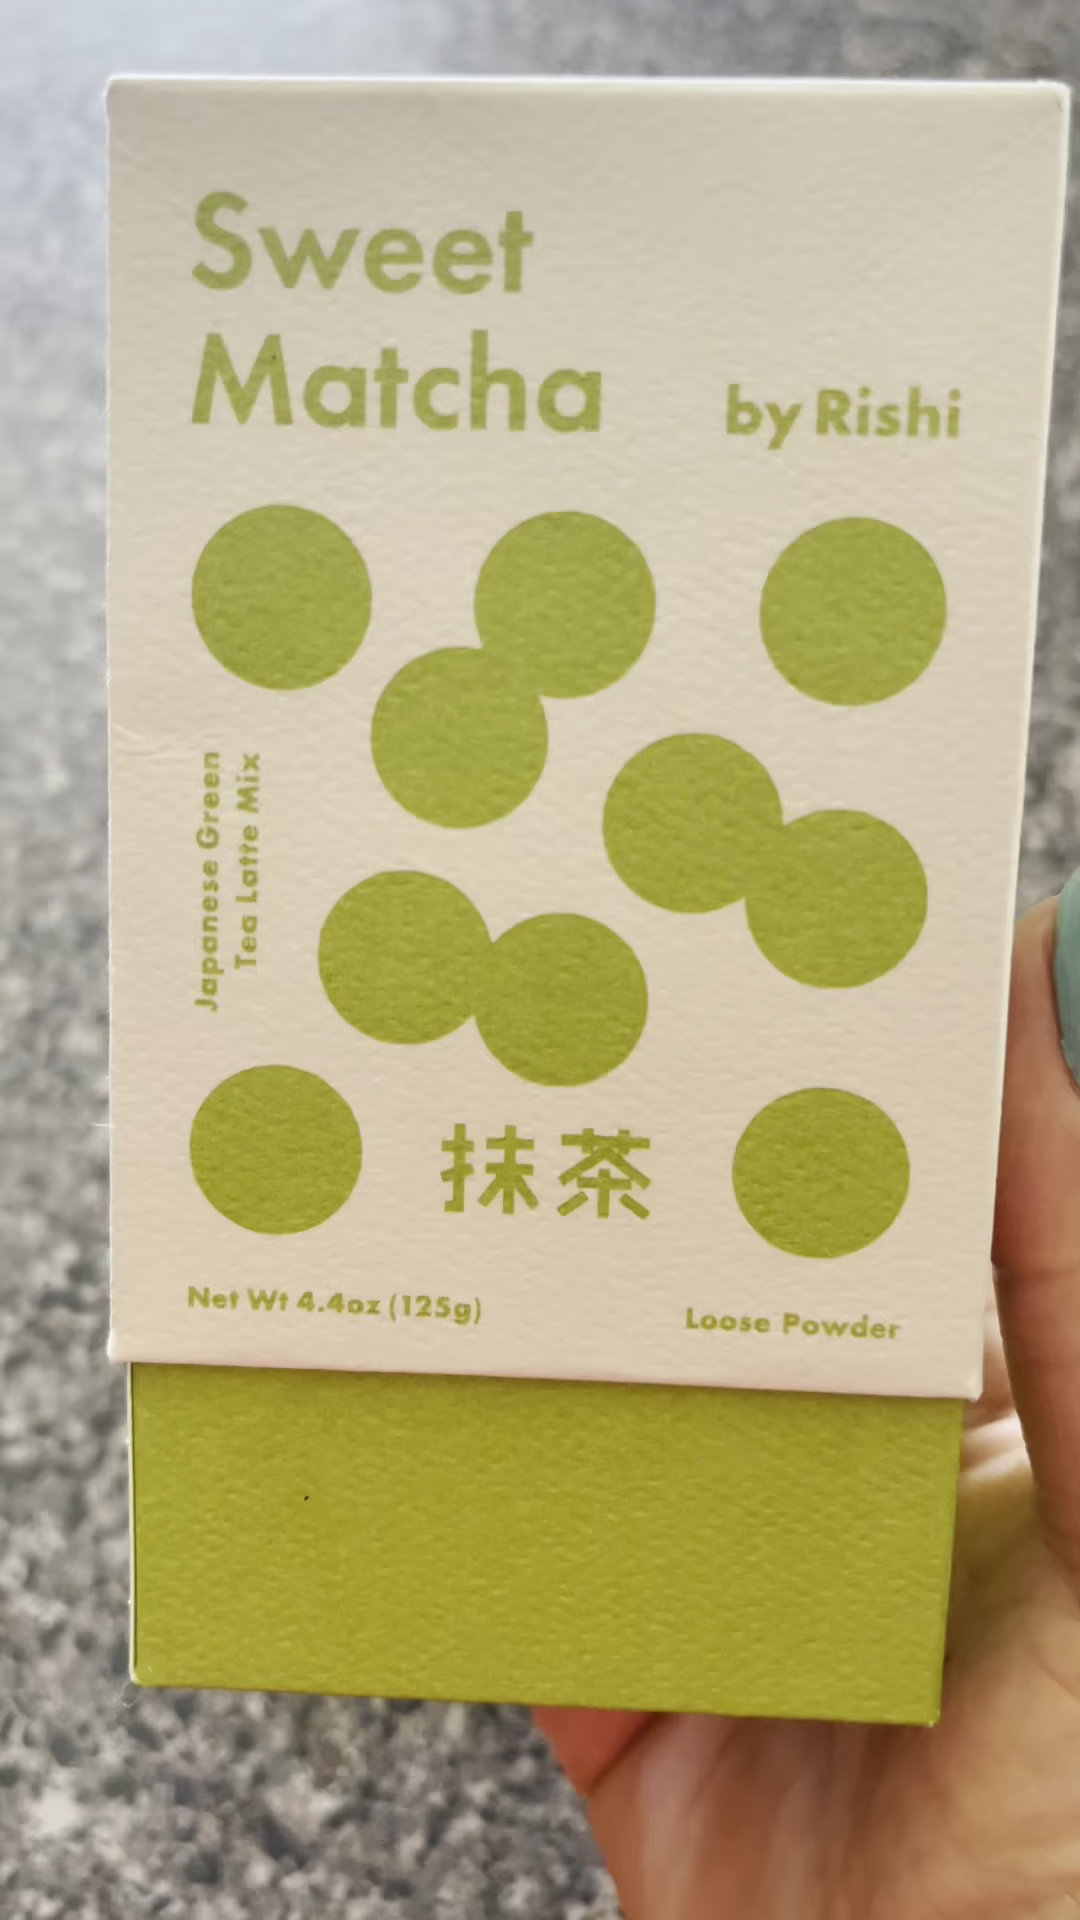 Sweet
Matcha
by Rishi
Japanese Green
Tea Latte Mix
抹茶
Net Wt 4.4oz (125g)
Loose Powder